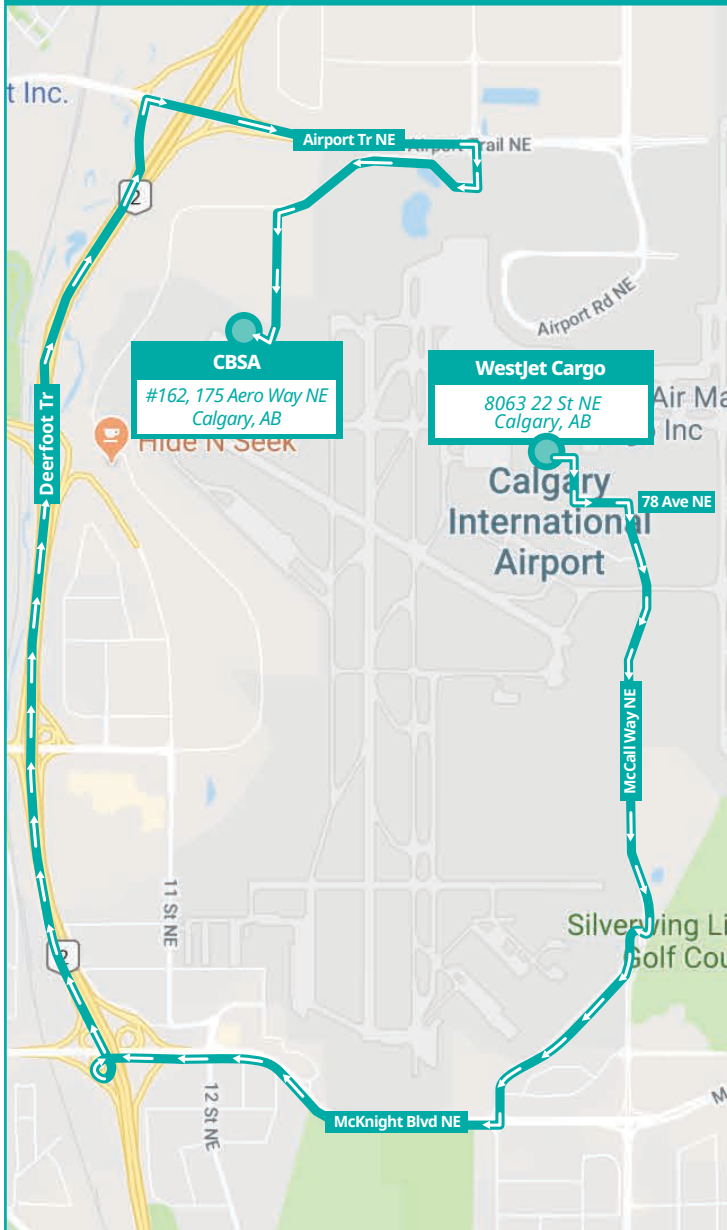 t Inc.
Airport Tr NE
Airport Trail NE
2
Airport Rd NE
CBSA
#162, 175 Aero Way NE
Calgary, AB
WestJet Cargo
8063 22 St NE
Calgary, AB
Air Ma
o Inc
Deerfoot Tr
Hide N Seek
Calgary
International
Airport
78 Ave NE
McCall Way NE
11 St NE
Silverwing Li
Golf Cou
2
12 St NE
McKnight Blvd NE
M